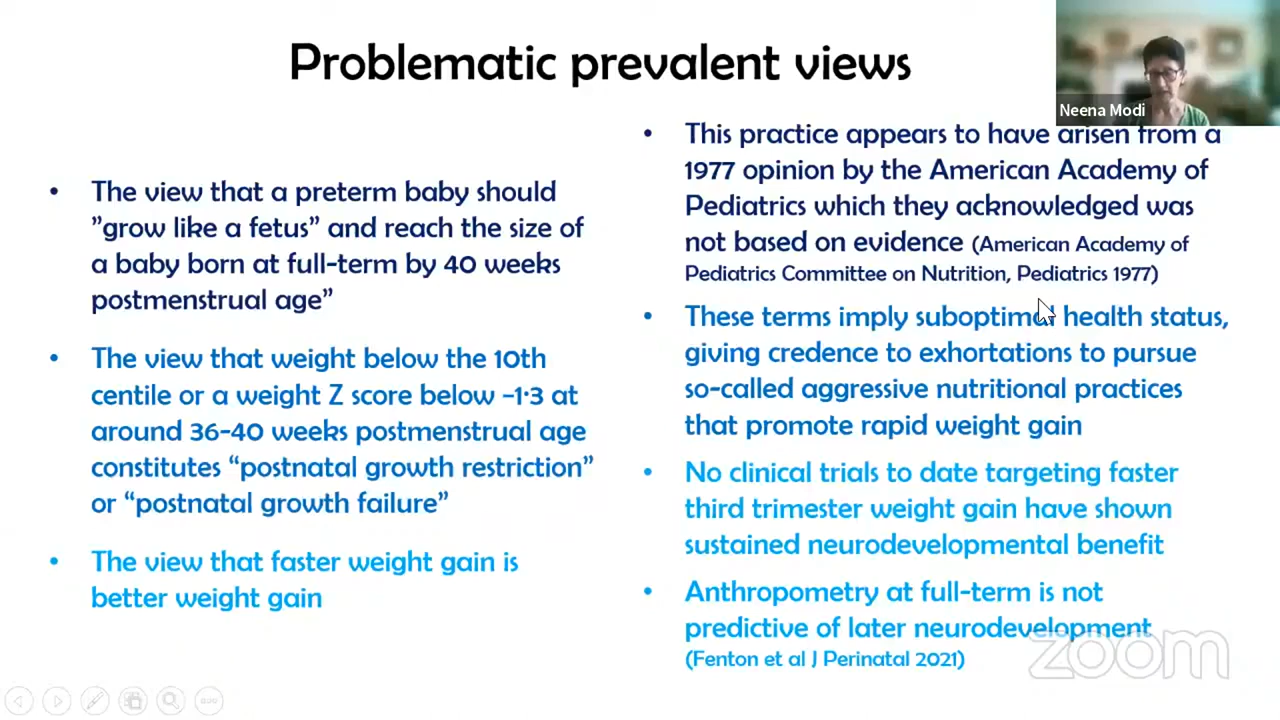 Problematic prevalent views
Neena Modi
• The view that a preterm baby should
”grow like a fetus” and reach the size of
a baby born at full-term by 40 weeks
postmenstrual age”
• The view that weight below the 10th
centile or a weight Z score below –1·3 at
around 36-40 weeks postmenstrual age
constitutes “postnatal growth restriction”
or “postnatal growth failure”
• The view that faster weight gain is
better weight gain
• This practice appears to have arisen from a
1977 opinion by the American Academy of
Pediatrics which they acknowledged was
not based on evidence (American Academy of
Pediatrics Committee on Nutrition, Pediatrics 1977)
• These terms imply suboptimal health status,
giving credence to exhortations to pursue
so-called aggressive nutritional practices
that promote rapid weight gain
• No clinical trials to date targeting faster
third trimester weight gain have shown
sustained neurodevelopmental benefit
• Anthropometry at full-term is not
predictive of later neurodevelopment
(Fenton et al J Perinatal 2021)
zoom